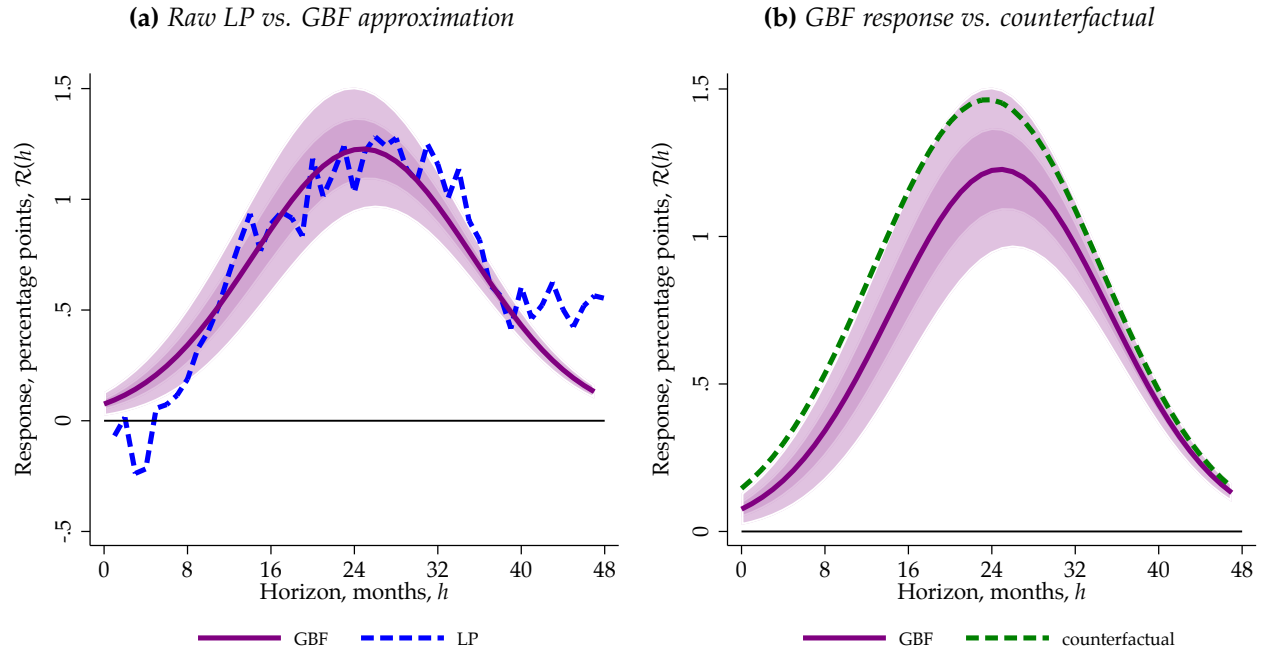 (a) Raw LP vs. GBF approximation
Response, percentage points, R(h)
1.5
1
.5
0
-.5
0 8 16 24 32 40 48
Horizon, months, h
GBF LP
(b) GBF response vs. counterfactual
Response, percentage points, R(h)
1.5
1
.5
0
0 8 16 24 32 40 48
Horizon, months, h
GBF counterfactual